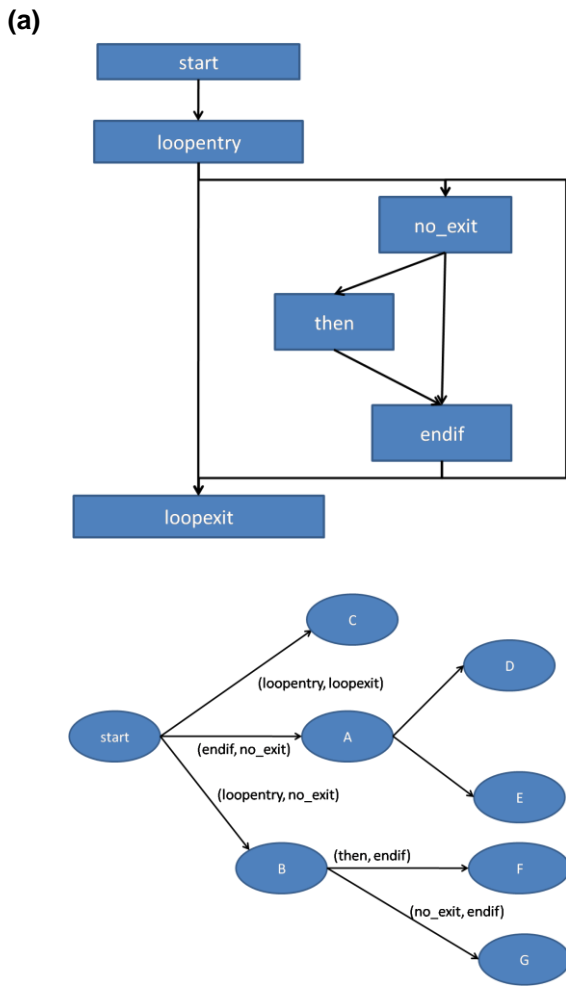 (a)
start
loopentry
no_exit
then
endif
loopexit
C
(loopentry, loopexit)
D
start
(endif, no_exit)
A
(loopentry, no_exit)
E
B
(then, endif)
F
(no_exit, endif)
G